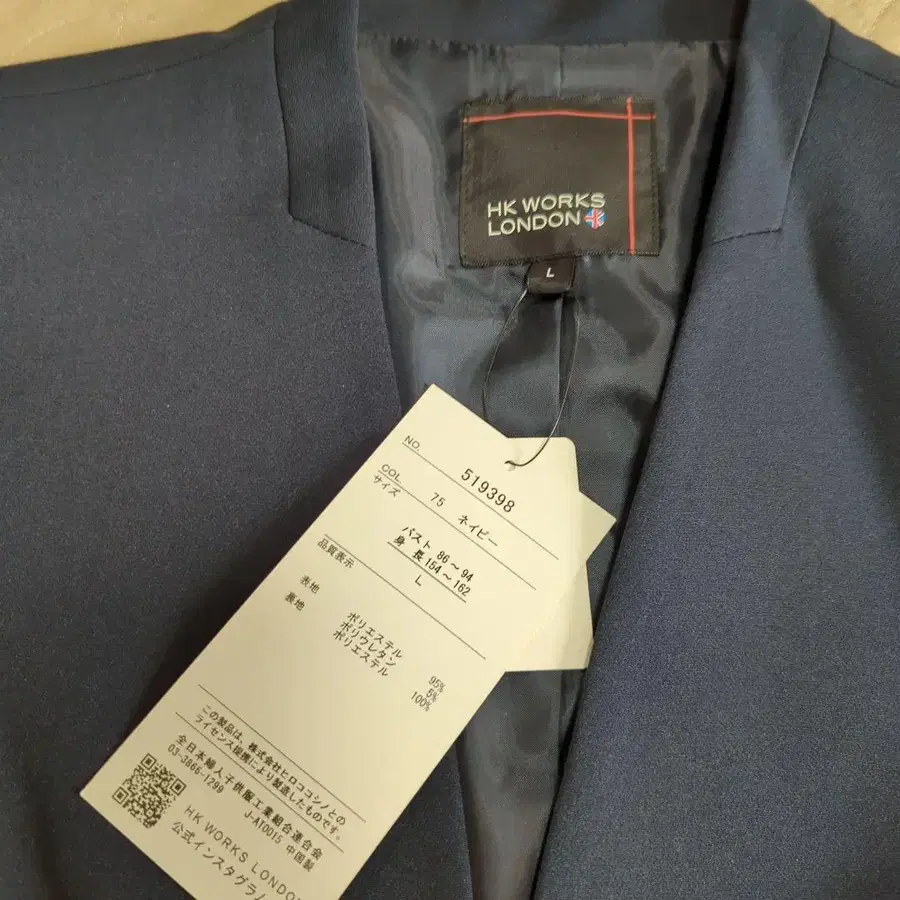 HK WORKS
LONDON
L
NO. 519398
COL 75 ネイビー
サイズ
バスト 86～94
身長 154～162
L
品質表示
表地 ポリエステル 95%
ポリウレタン 5%
裏地 ポリエステル 100%
この製品は、株式会社ヒロココシノとの
ライセンス提携により製造したものです。
全日本婦人子供服工業組合連合会
03-3866-1299 J-AT0015 中国製
HK WORKS LONDON
公式インスタグラム